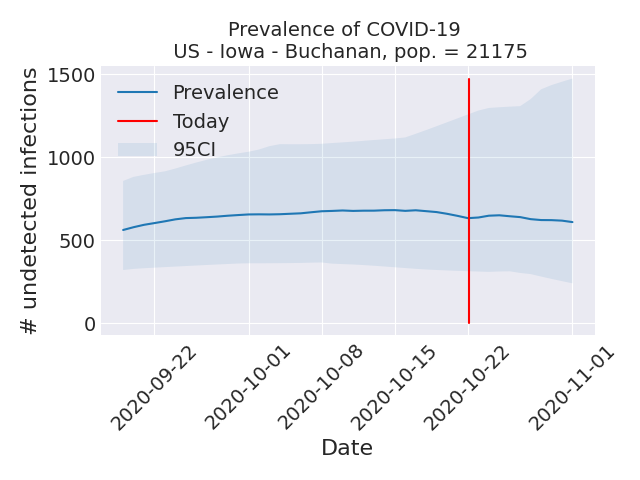 Prevalence of COVID-19
US - Iowa - Buchanan, pop. = 21175
# undetected infections
1500
1000
500
0
Prevalence
Today
95CI
2020-09-22
2020-10-01
2020-10-08
2020-10-15
2020-10-22
2020-11-01
Date